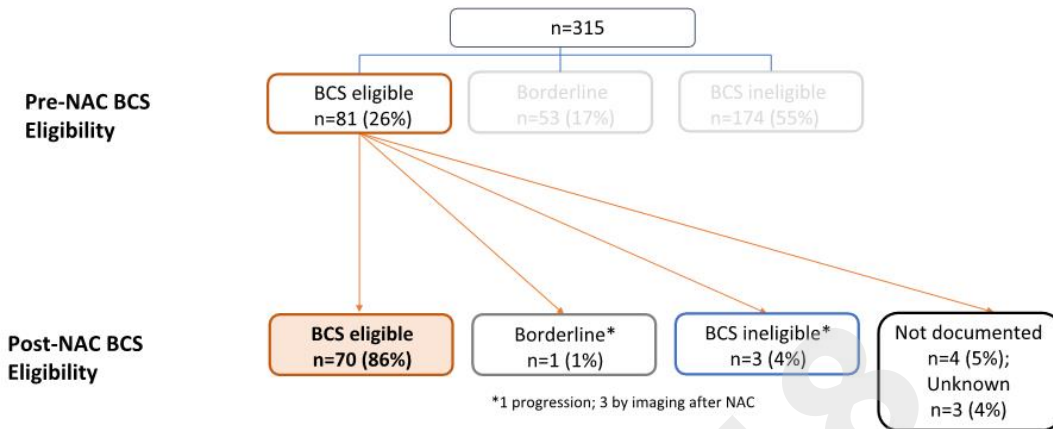 n=315
Pre-NAC BCS
Eligibility
BCS eligible
n=81 (26%)
Borderline
n=53 (17%)
BCS ineligible
n=174 (55%)
Post-NAC BCS
Eligibility
BCS eligible
n=70 (86%)
Borderline*
n=1 (1%)
BCS ineligible*
n=3 (4%)
Not documented
n=4 (5%);
Unknown
n=3 (4%)
*1 progression; 3 by imaging after NAC